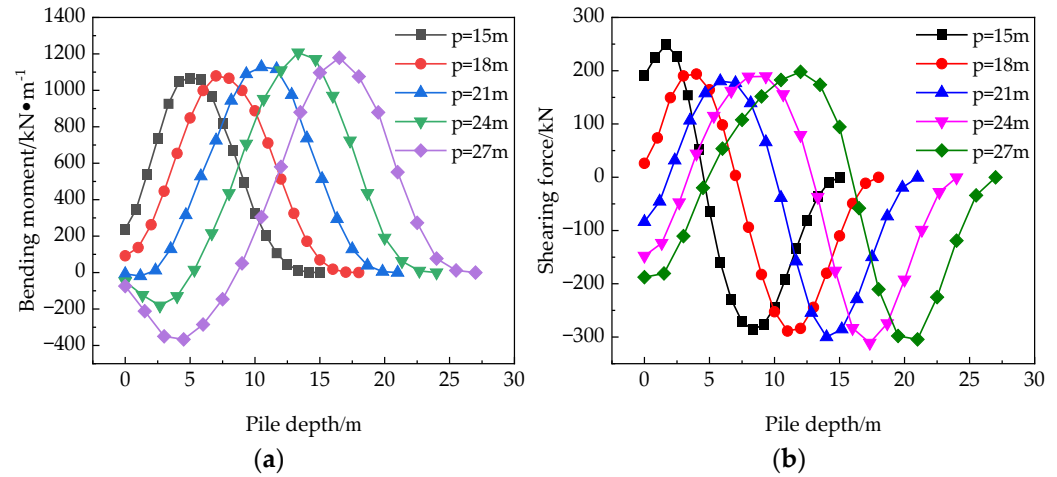 (a)
1400
1200
1000
800
600
400
200
0
−200
−400
Bending moment/kN•m⁻¹
p=15m
p=18m
p=21m
p=24m
p=27m
0 5 10 15 20 25 30
Pile depth/m
(b)
300
200
100
0
−100
−200
−300
Shearing force/kN
p=15m
p=18m
p=21m
p=24m
p=27m
0 5 10 15 20 25 30
Pile depth/m
(a)
(b)